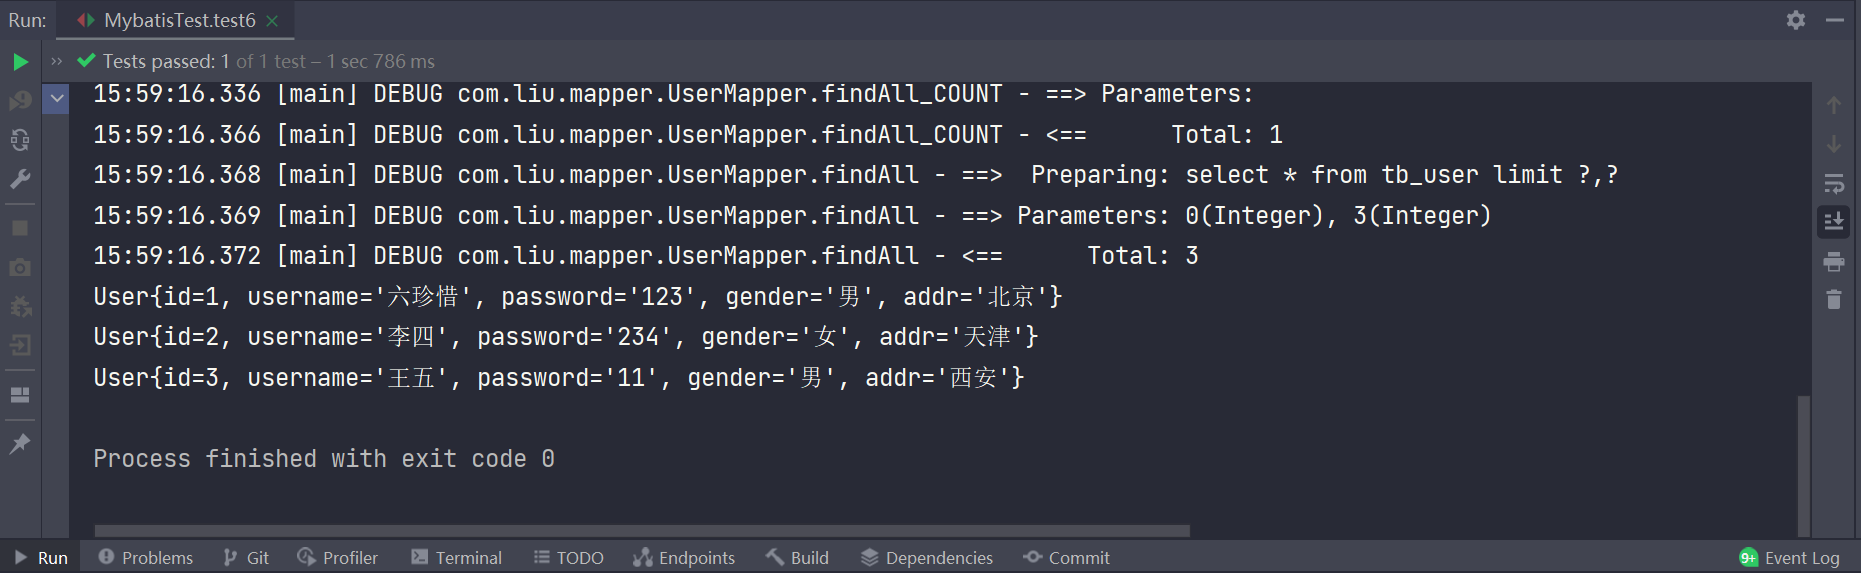 Run: MybatisTest.test6 ×
Tests passed: 1 of 1 test – 1 sec 786 ms
15:59:16.336 [main] DEBUG com.liu.mapper.UserMapper.findAll_COUNT - ==> Parameters:
15:59:16.366 [main] DEBUG com.liu.mapper.UserMapper.findAll_COUNT - <==      Total: 1
15:59:16.368 [main] DEBUG com.liu.mapper.UserMapper.findAll - ==>  Preparing: select * from tb_user limit ?,?
15:59:16.369 [main] DEBUG com.liu.mapper.UserMapper.findAll - ==> Parameters: 0(Integer), 3(Integer)
15:59:16.372 [main] DEBUG com.liu.mapper.UserMapper.findAll - <==      Total: 3
User{id=1, username='六珍惜', password='123', gender='男', addr='北京'}
User{id=2, username='李四', password='234', gender='女', addr='天津'}
User{id=3, username='王五', password='11', gender='男', addr='西安'}
Process finished with exit code 0
Run Problems Git Profiler Terminal TODO Endpoints Build Dependencies Commit 9+ Event Log